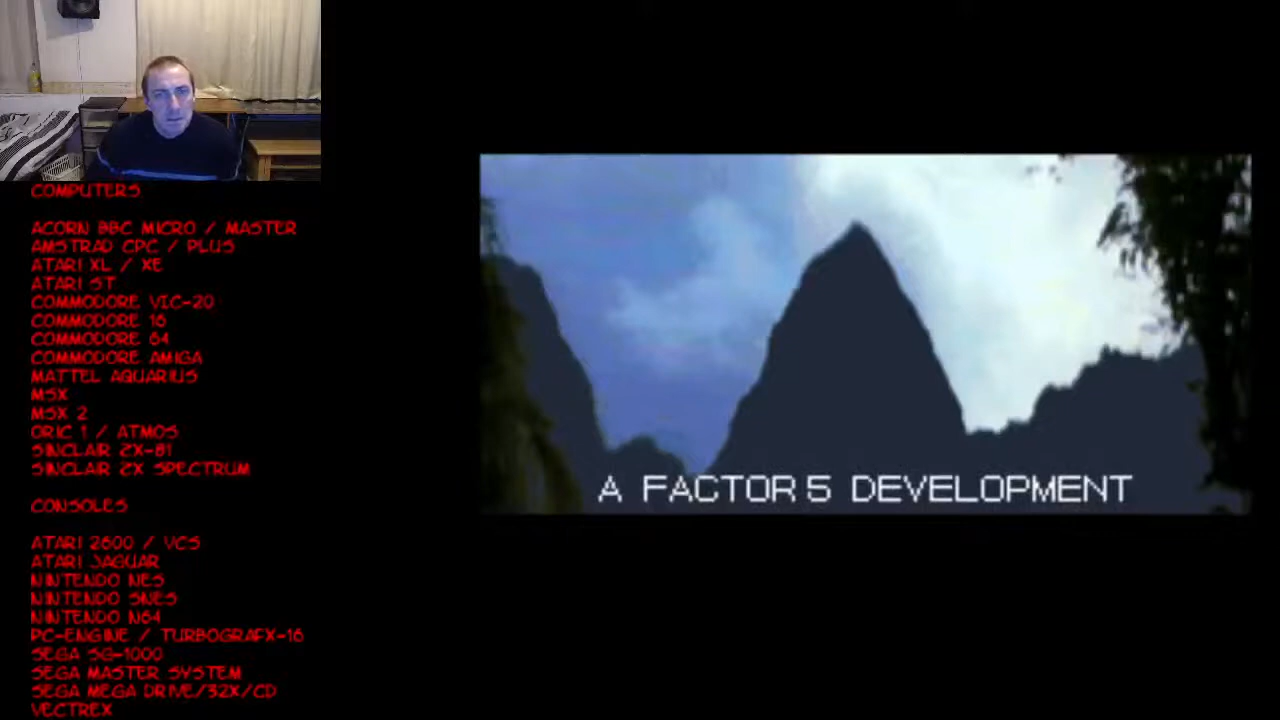 COMPUTERS
ACORN BBC MICRO / MASTER
AMSTRAD CPC / PLUS
ATARI XL / XE
ATARI ST
COMMODORE VIC-20
COMMODORE 16
COMMODORE 64
COMMODORE AMIGA
MATTEL AQUARIUS
MSX
MSX 2
ORIC 1 / ATMOS
SINCLAIR ZX-81
SINCLAIR ZX SPECTRUM
CONSOLES
ATARI 2600 / VCS
ATARI JAGUAR
NINTENDO NES
NINTENDO SNES
NINTENDO N64
PC-ENGINE / TURBOGRAFX-16
SEGA SG-1000
SEGA MASTER SYSTEM
SEGA MEGA DRIVE/32X/CD
VECTREX
A FACTOR 5 DEVELOPMENT